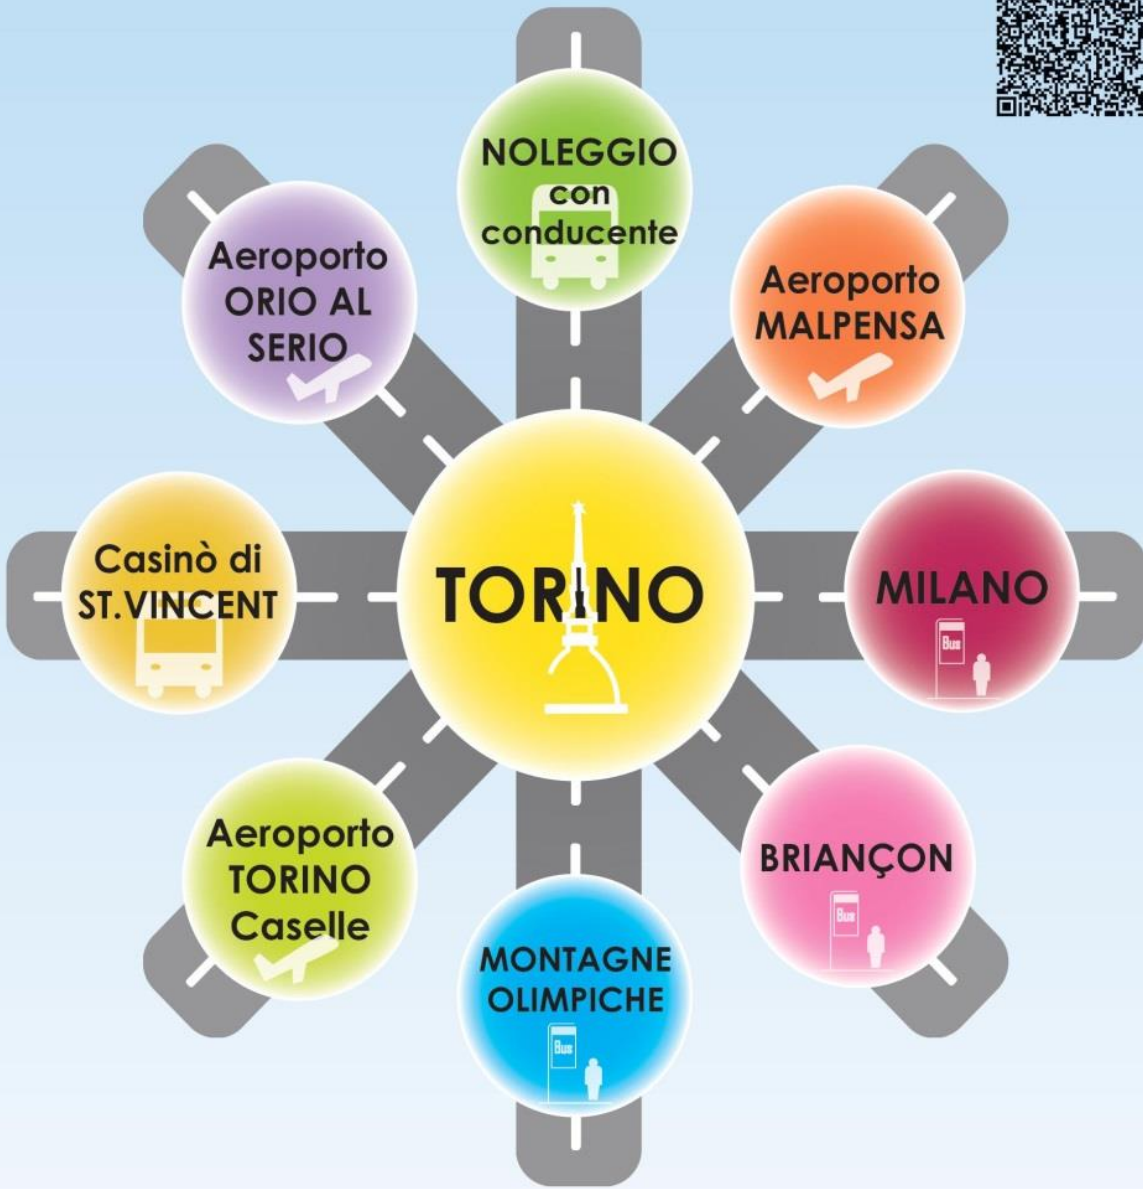 NOLEGGIO
con
conducente
Aeroporto
ORIO AL
SERIO
Aeroporto
MALPENSA
Casinò di
ST.VINCENT
TORINO
MILANO
Bus
Aeroporto
TORINO
Caselle
BRIANÇON
Bus
MONTAGNE
OLIMPICHE
Bus